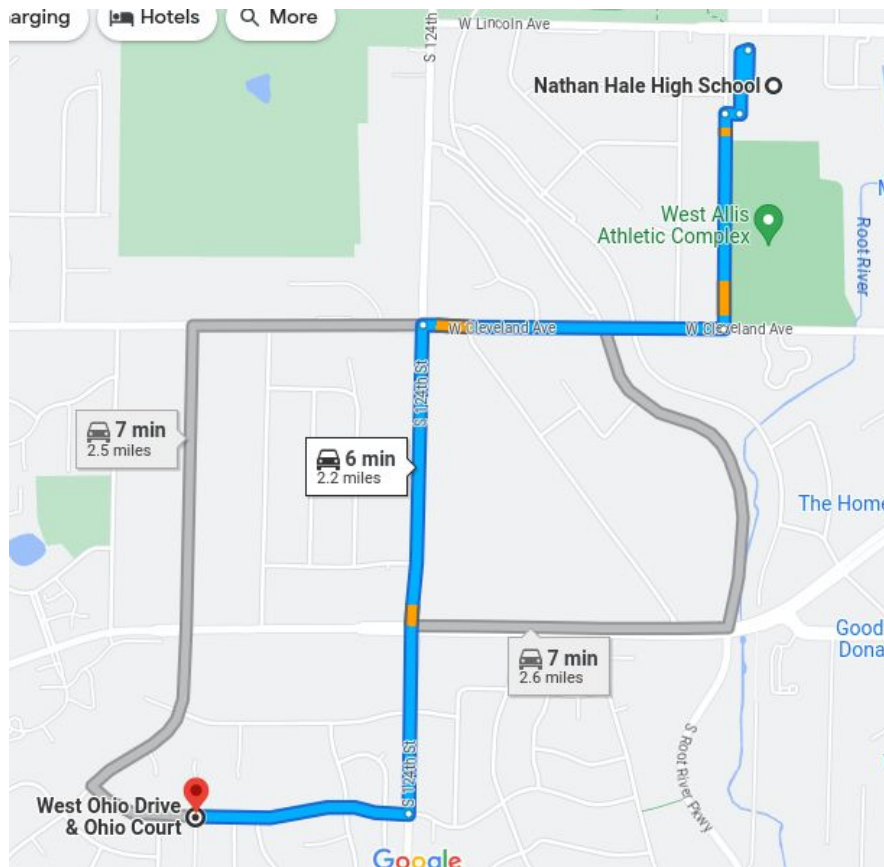 arging
Hotels
More
W Lincoln Ave
S 124th
Nathan Hale High School
West Allis
Athletic Complex
Root River
W Cleveland Ave
W Cleveland Ave
S 124th St
7 min
2.5 miles
6 min
2.2 miles
The Home
7 min
2.6 miles
Good
Dona
S Root River Pkwy
S 124th St
West Ohio Drive
& Ohio Court
Google